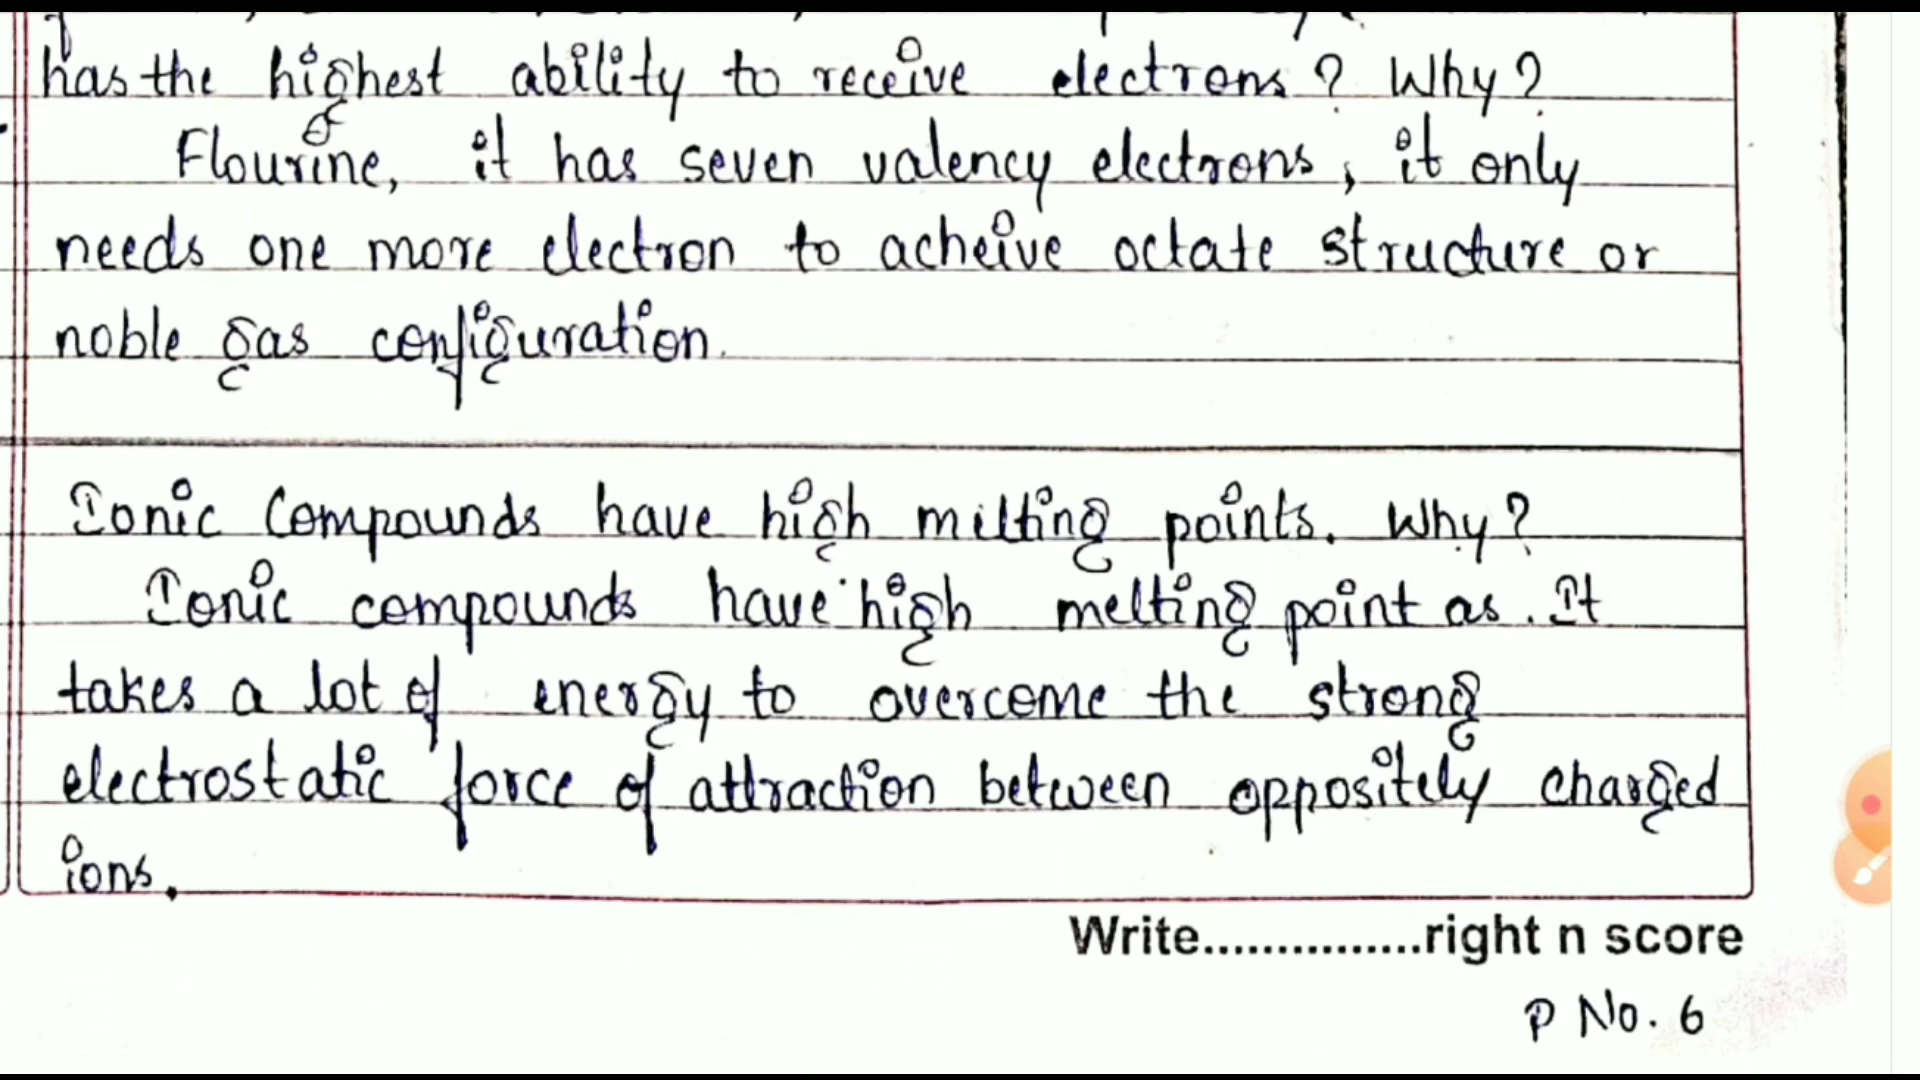 has the highest ability to receive electrons? Why?
Flourine, it has seven valency electrons, it only
needs one more electron to acheive octate structure or
noble gas configuration.
Ionic Compounds have high milting points. Why?
Ionic compounds have high melting point as. It
takes a lot of energy to overcome the strong
electrostatic force of attraction between oppositely charged
ions.
Write...............right n score
P No. 6